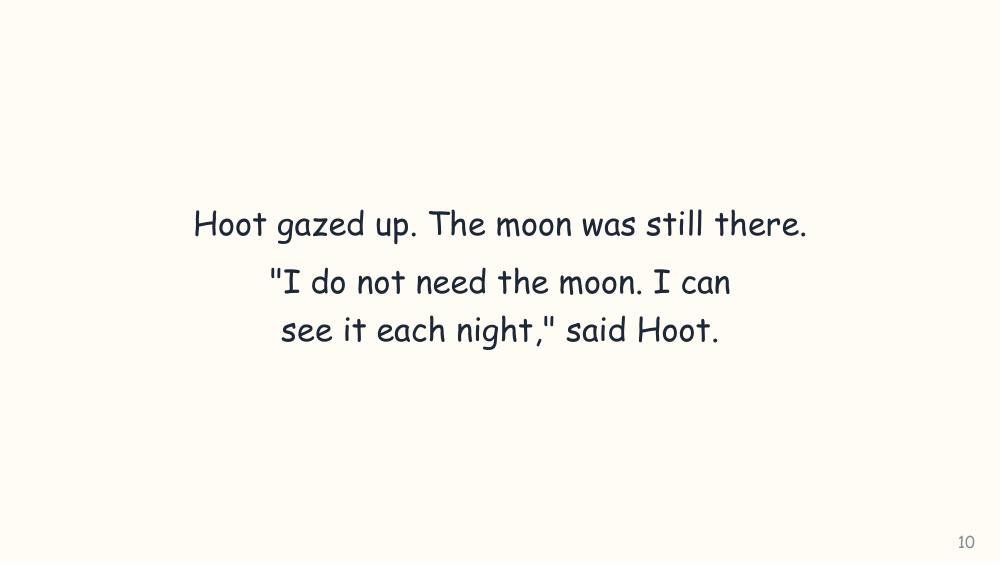 Hoot gazed up. The moon was still there.
"I do not need the moon. I can
see it each night," said Hoot.
10